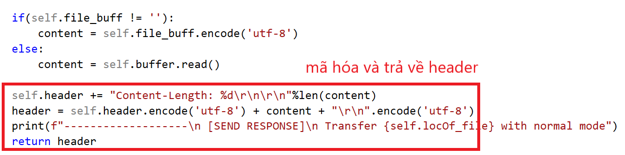 if(self.file_buff != ''):
    content = self.file_buff.encode('utf-8')
else:
    content = self.buffer.read()
mã hóa và trả về header
self.header += "Content-Length: %d\r\n\r\n"%len(content)
header = self.header.encode('utf-8') + content + "\r\n".encode('utf-8')
print(f"-------------------\n [SEND RESPONSE]\n Transfer {self.locOf_file} with normal mode")
return header